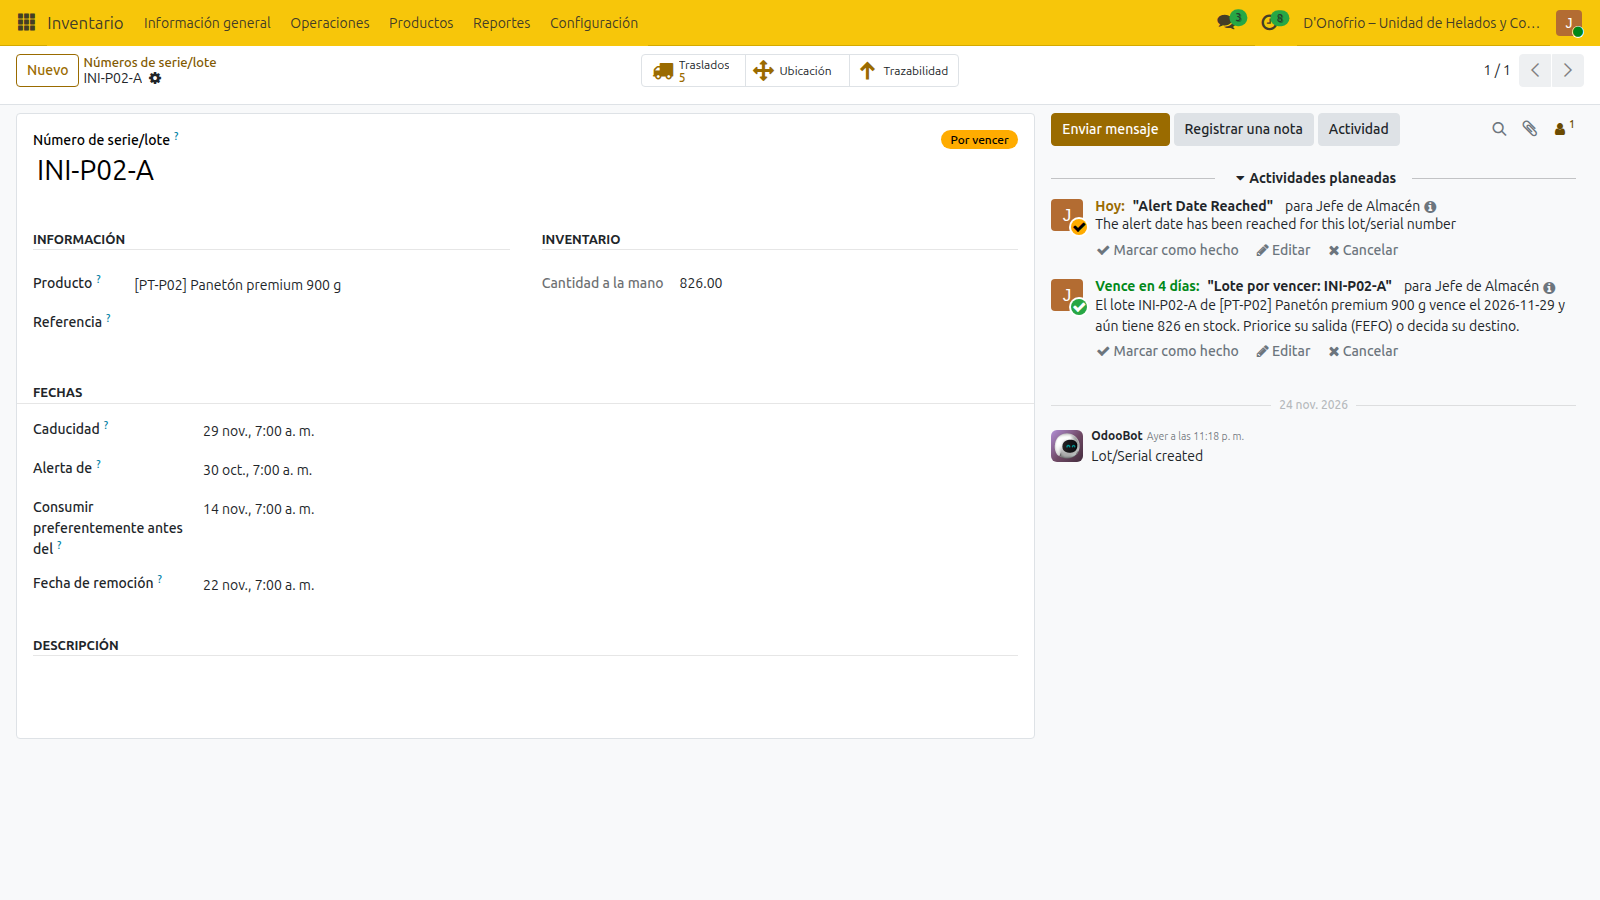 Inventario
Información general
Operaciones
Productos
Reportes
Configuración
3
8
D'Onofrio – Unidad de Helados y Co...
J
Nuevo
Números de serie/lote
INI-P02-A
Traslados
5
Ubicación
Trazabilidad
1 / 1
Número de serie/lote ?
Por vencer
INI-P02-A
INFORMACIÓN
Producto ? [PT-P02] Panetón premium 900 g
Referencia ?
INVENTARIO
Cantidad a la mano 826.00
FECHAS
Caducidad ? 29 nov., 7:00 a. m.
Alerta de ? 30 oct., 7:00 a. m.
Consumir
preferentemente antes
del ?
14 nov., 7:00 a. m.
Fecha de remoción ? 22 nov., 7:00 a. m.
DESCRIPCIÓN
Enviar mensaje
Registrar una nota
Actividad
1
Actividades planeadas
J
Hoy: "Alert Date Reached" para Jefe de Almacén
The alert date has been reached for this lot/serial number
Marcar como hecho Editar Cancelar
J
Vence en 4 días: "Lote por vencer: INI-P02-A" para Jefe de Almacén
El lote INI-P02-A de [PT-P02] Panetón premium 900 g vence el 2026-11-29 y
aún tiene 826 en stock. Priorice su salida (FEFO) o decida su destino.
Marcar como hecho Editar Cancelar
24 nov. 2026
OdooBot Ayer a las 11:18 p. m.
Lot/Serial created